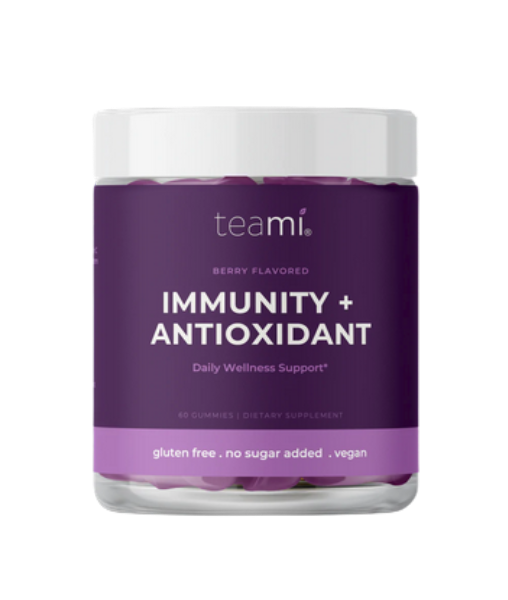 teami®
BERRY FLAVORED
IMMUNITY +
ANTIOXIDANT
Daily Wellness Support*
60 GUMMIES | DIETARY SUPPLEMENT
gluten free . no sugar added . vegan